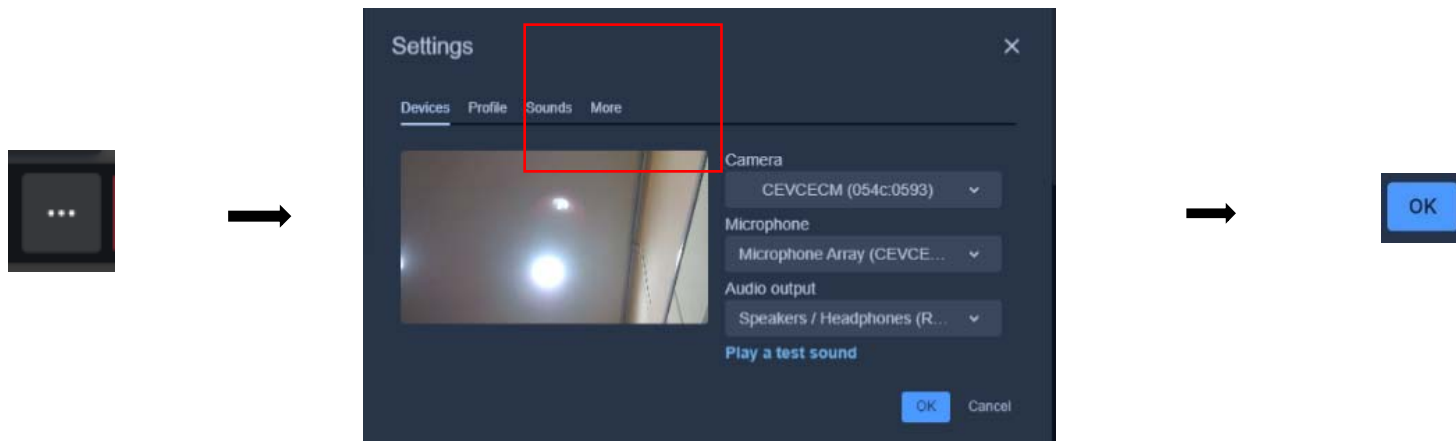 Settings
Devices Profile Sounds More
Camera
CEVCECM (054c:0593)
Microphone
Microphone Array (CEVCE...
Audio output
Speakers / Headphones (R...
Play a test sound
OK Cancel
OK